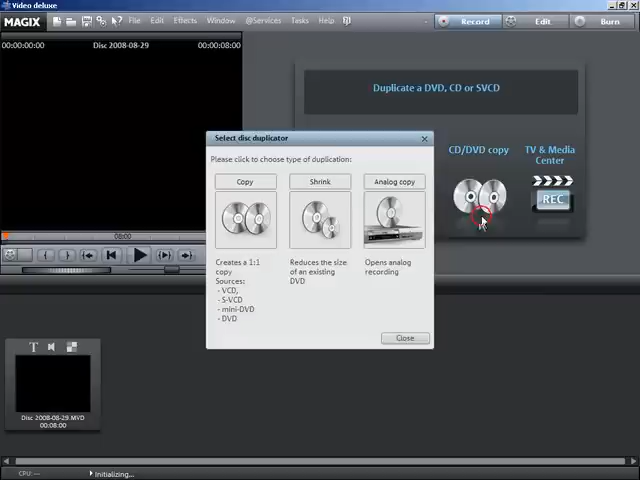 Video deluxe
MAGIX
File Edit Effects Window @Services Tasks Help
Record Edit Burn
00:00:00:00 Disc 2008-08-29 00:00:08:00
Duplicate a DVD, CD or SVCD
CD/DVD copy
TV & Media
Center
REC
Select disc duplicator
Please click to choose type of duplication:
Copy
Shrink
Analog copy
Creates a 1:1
copy
Sources:
- VCD,
- S-VCD
- mini-DVD
- DVD
Reduces the size
of an existing
DVD
Opens analog
recording
Close
08:00
T
Disc 2008-08-29.MVD
00:08:00
CPU: ---
Initializing...